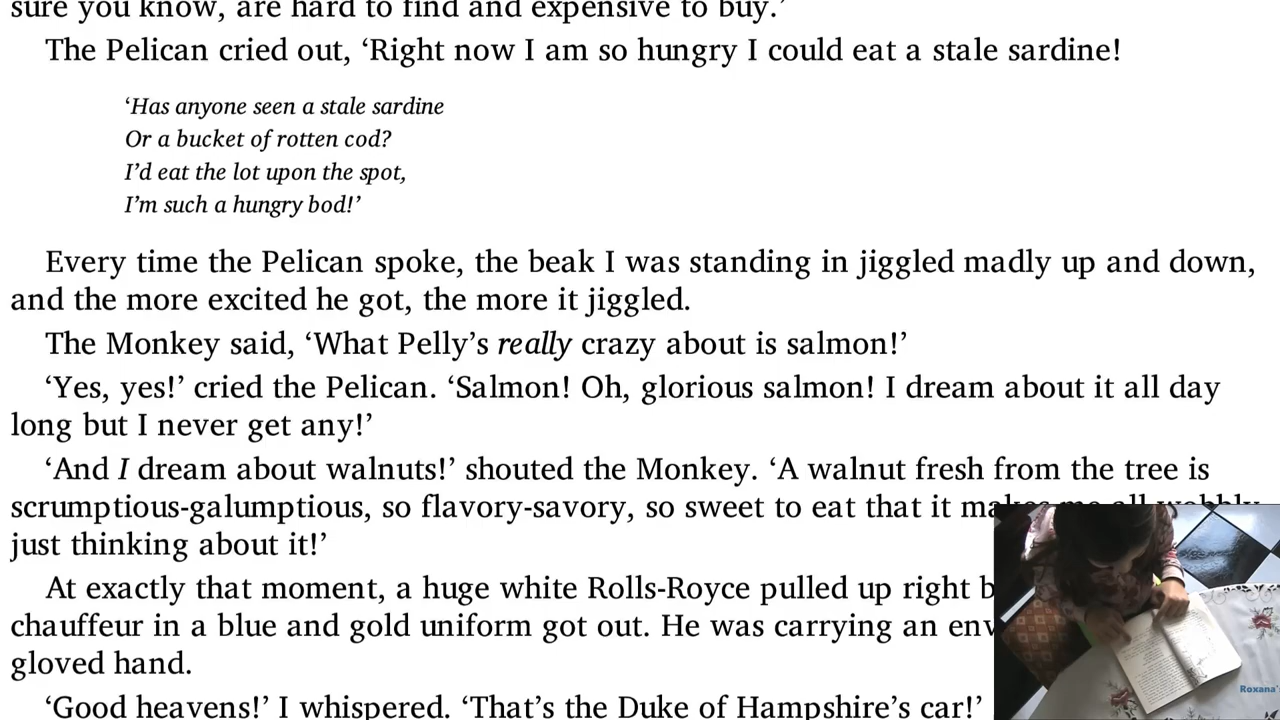 sure you know, are hard to find and expensive to buy.’
The Pelican cried out, ‘Right now I am so hungry I could eat a stale sardine!
‘Has anyone seen a stale sardine
Or a bucket of rotten cod?
I’d eat the lot upon the spot,
I’m such a hungry bod!’
Every time the Pelican spoke, the beak I was standing in jiggled madly up and down,
and the more excited he got, the more it jiggled.
The Monkey said, ‘What Pelly’s really crazy about is salmon!’
‘Yes, yes!’ cried the Pelican. ‘Salmon! Oh, glorious salmon! I dream about it all day
long but I never get any!’
‘And I dream about walnuts!’ shouted the Monkey. ‘A walnut fresh from the tree is
scrumptious-galumptious, so flavory-savory, so sweet to eat that it makes me all wobbly
just thinking about it!’
At exactly that moment, a huge white Rolls-Royce pulled up right
chauffeur in a blue and gold uniform got out. He was carrying an
gloved hand.
‘Good heavens!’ I whispered. ‘That’s the Duke of Hampshire’s car!’
Roxana's